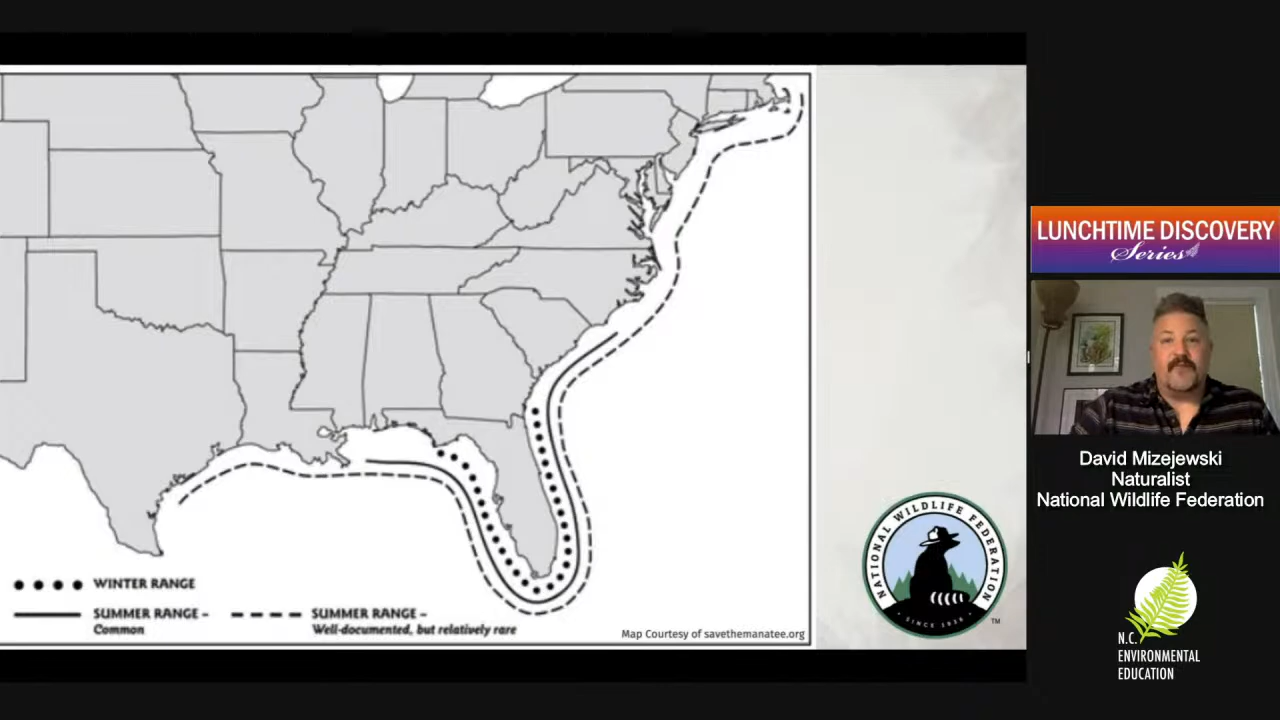 WINTER RANGE
SUMMER RANGE –
Common
SUMMER RANGE –
Well-documented, but relatively rare
Map Courtesy of savethemanatee.org
NATIONAL WILDLIFE FEDERATION
SINCE 1936
TM
LUNCHTIME DISCOVERY
Series
David Mizejewski
Naturalist
National Wildlife Federation
N.C.
ENVIRONMENTAL
EDUCATION